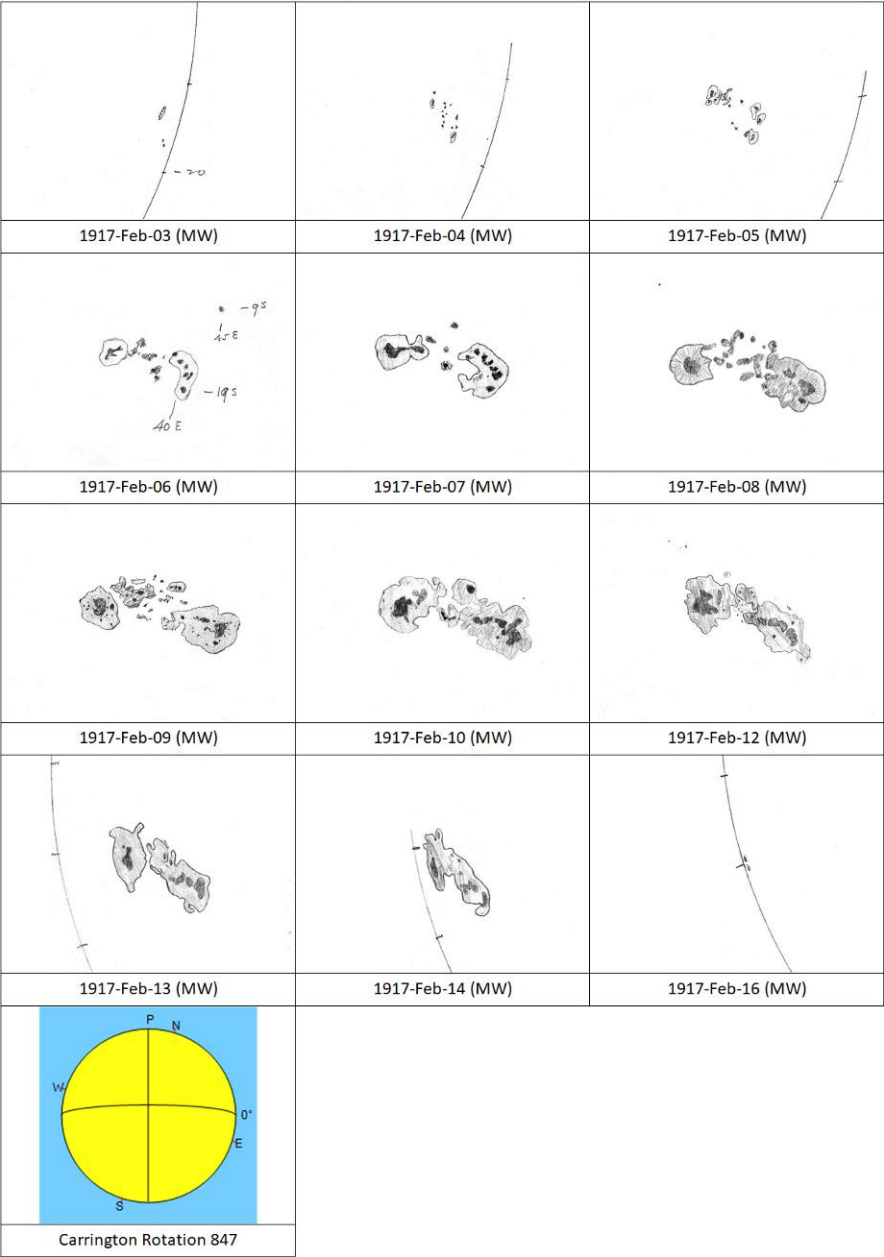 -20
1917-Feb-03 (MW)
1917-Feb-04 (MW)
1917-Feb-05 (MW)
-9S
15E
-19S
40E
1917-Feb-06 (MW)
1917-Feb-07 (MW)
1917-Feb-08 (MW)
1917-Feb-09 (MW)
1917-Feb-10 (MW)
1917-Feb-12 (MW)
1917-Feb-13 (MW)
1917-Feb-14 (MW)
1917-Feb-16 (MW)
P
N
W
0°
E
S
Carrington Rotation 847